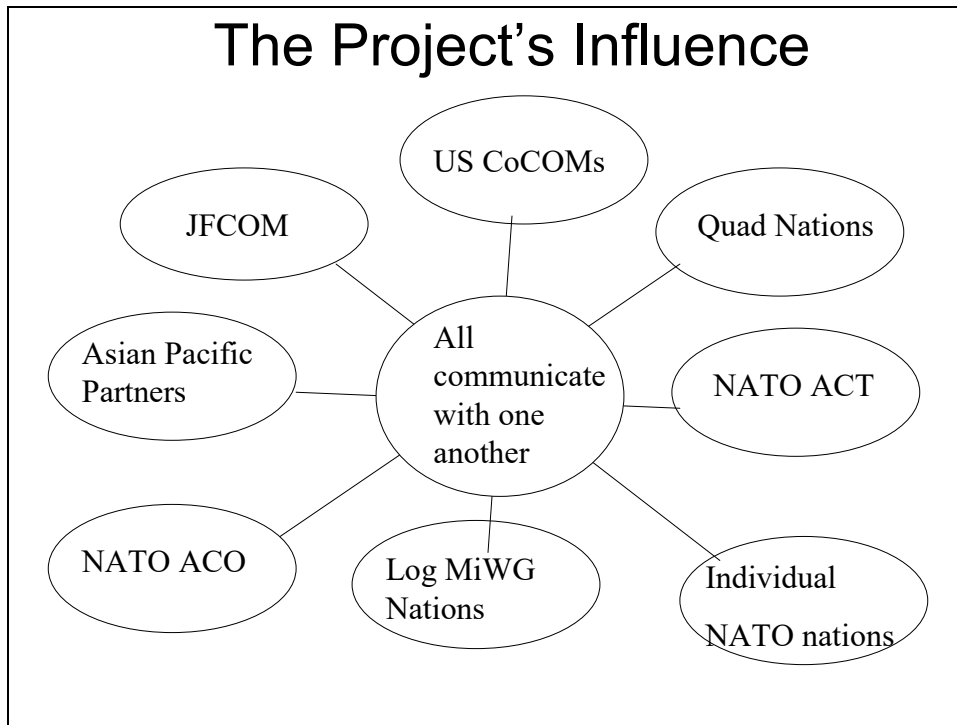 The Project’s Influence
US CoCOMs
JFCOM
Quad Nations
Asian Pacific
Partners
All
communicate
with one
another
NATO ACT
NATO ACO
Log MiWG
Nations
Individual
NATO nations